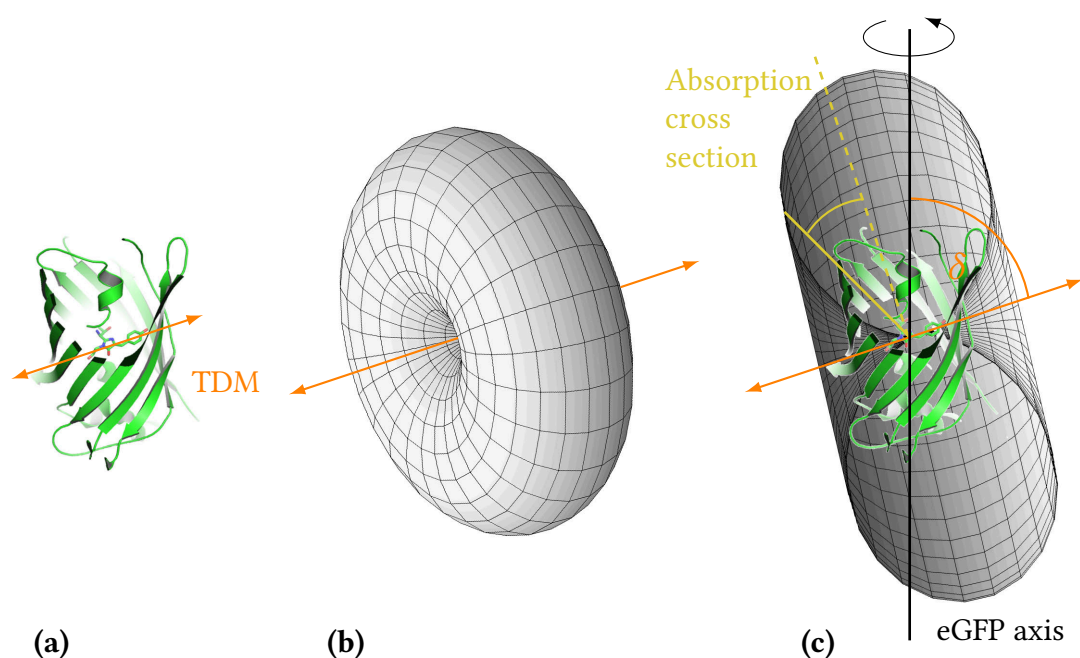 Absorption
cross
section
δ
TDM
(a)
(b)
(c)
eGFP axis